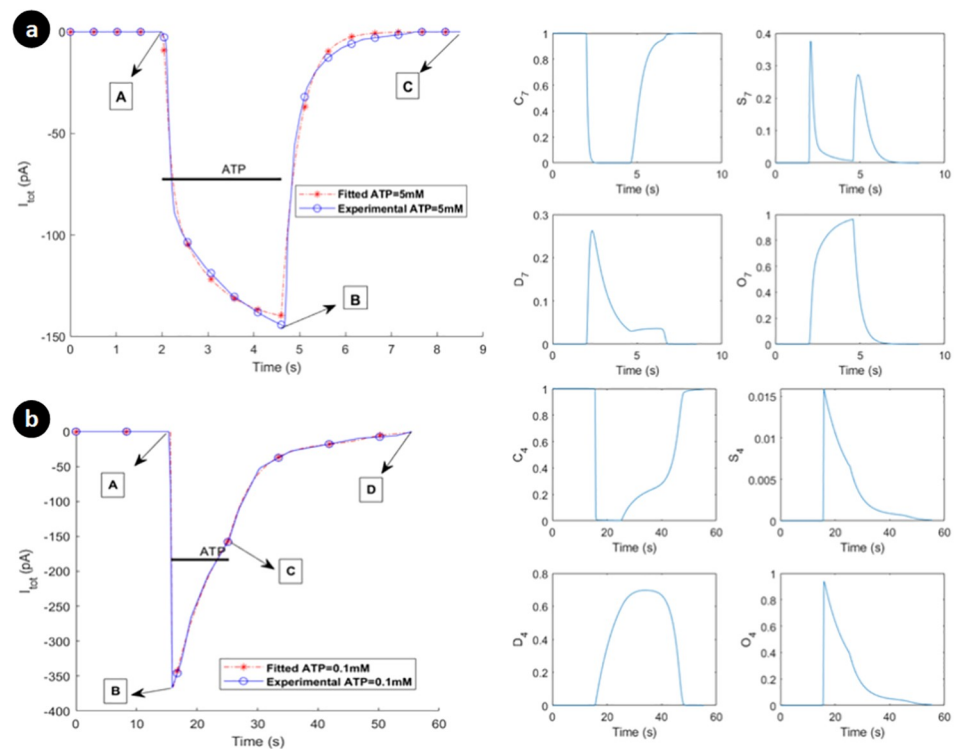 a
0
-50
-100
-150
I_tot (pA)
0 1 2 3 4 5 6 7 8 9
Time (s)
A
B
C
ATP
Fitted ATP=5mM
Experimental ATP=5mM
1
0.8
0.6
0.4
0.2
0
C_7
0 5 10
Time (s)
0.4
0.3
0.2
0.1
0
S_7
0 5 10
Time (s)
0.3
0.2
0.1
0
D_7
0 5 10
Time (s)
1
0.8
0.6
0.4
0.2
0
O_7
0 5 10
Time (s)
b
0
-50
-100
-150
-200
-250
-300
-350
-400
I_tot (pA)
0 10 20 30 40 50 60
Time (s)
A
B
C
D
ATP
Fitted ATP=0.1mM
Experimental ATP=0.1mM
1
0.8
0.6
0.4
0.2
0
C_4
0 20 40 60
Time (s)
0.015
0.01
0.005
0
S_4
0 20 40 60
Time (s)
0.8
0.6
0.4
0.2
0
D_4
0 20 40 60
Time (s)
1
0.8
0.6
0.4
0.2
0
O_4
0 20 40 60
Time (s)